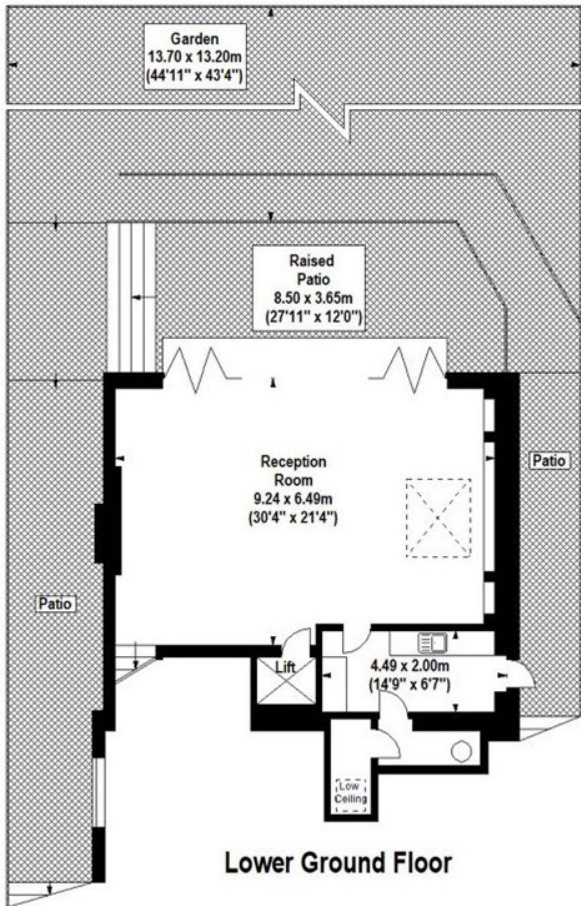 Garden
13.70 x 13.20m
(44'11" x 43'4")
Raised
Patio
8.50 x 3.65m
(27'11" x 12'0")
Reception
Room
9.24 x 6.49m
(30'4" x 21'4")
Patio
Patio
Lift
4.49 x 2.00m
(14'9" x 6'7")
Low
Ceiling
Lower Ground Floor